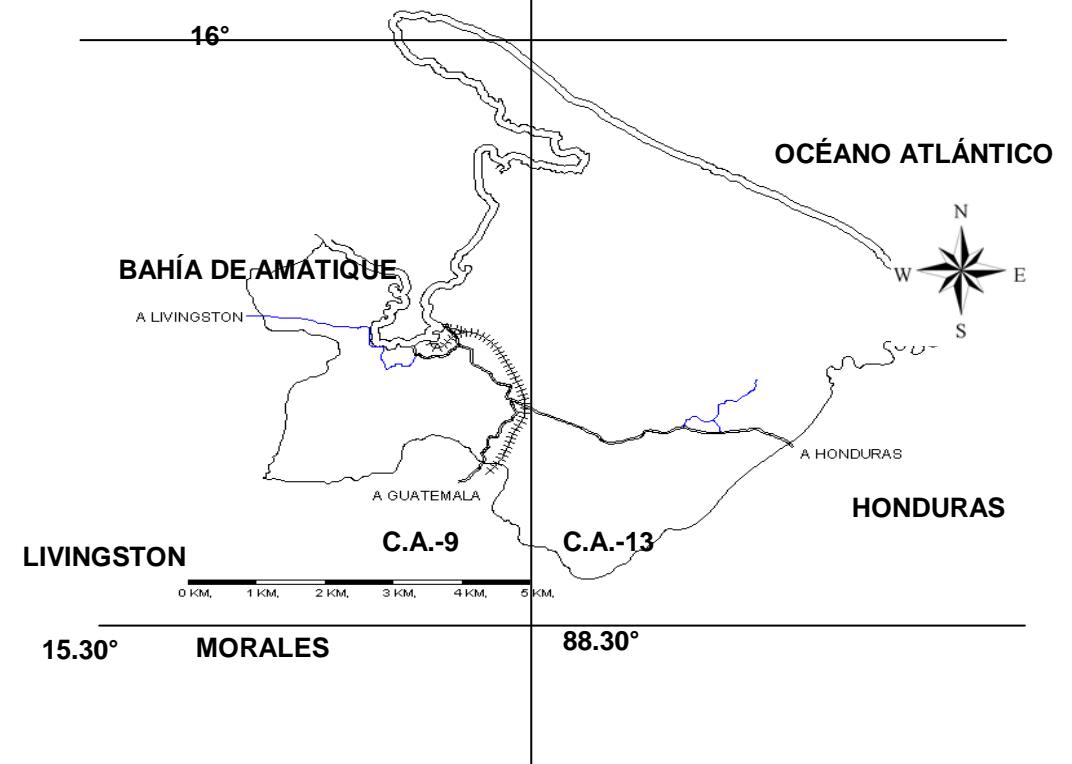 16°
OCÉANO ATLÁNTICO
N
W
E
S
BAHÍA DE AMATIQUE
A LIVINGSTON
A HONDURAS
A GUATEMALA
HONDURAS
C.A.-9
C.A.-13
LIVINGSTON
0 KM, 1 KM, 2 KM, 3 KM, 4 KM, 5 KM,
15.30°
MORALES
88.30°